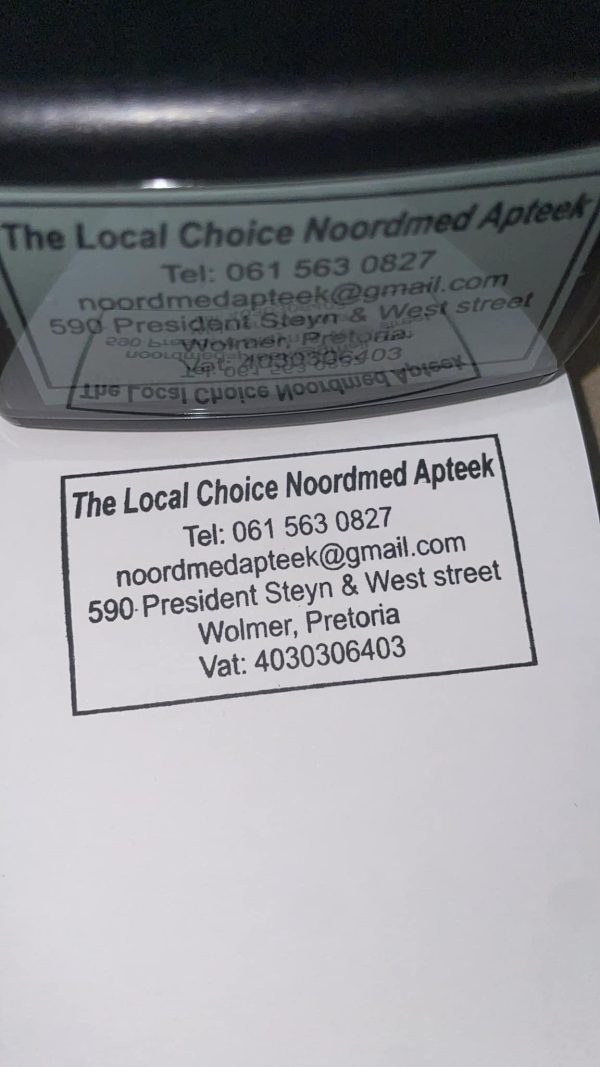 The Local Choice Noordmed Apteek
Tel: 061 563 0827
noordmedapteek@gmail.com
590 President Steyn & West street
Wolmer, Pretoria
Vat: 4030306403
The Local Choice Noordmed Apteek
Tel: 061 563 0827
noordmedapteek@gmail.com
590 President Steyn & West street
Wolmer, Pretoria
Vat: 4030306403